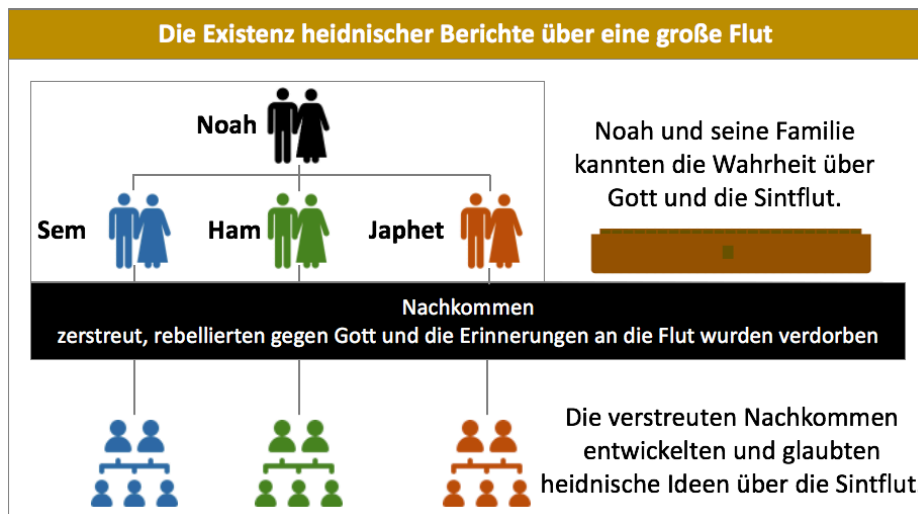 Die Existenz heidnischer Berichte über eine große Flut
Noah
Sem
Ham
Japhet
Noah und seine Familie
kannten die Wahrheit über
Gott und die Sintflut.
Nachkommen
zerstreut, rebellierten gegen Gott und die Erinnerungen an die Flut wurden verdorben
Die verstreuten Nachkommen
entwickelten und glaubten
heidnische Ideen über die Sintflut